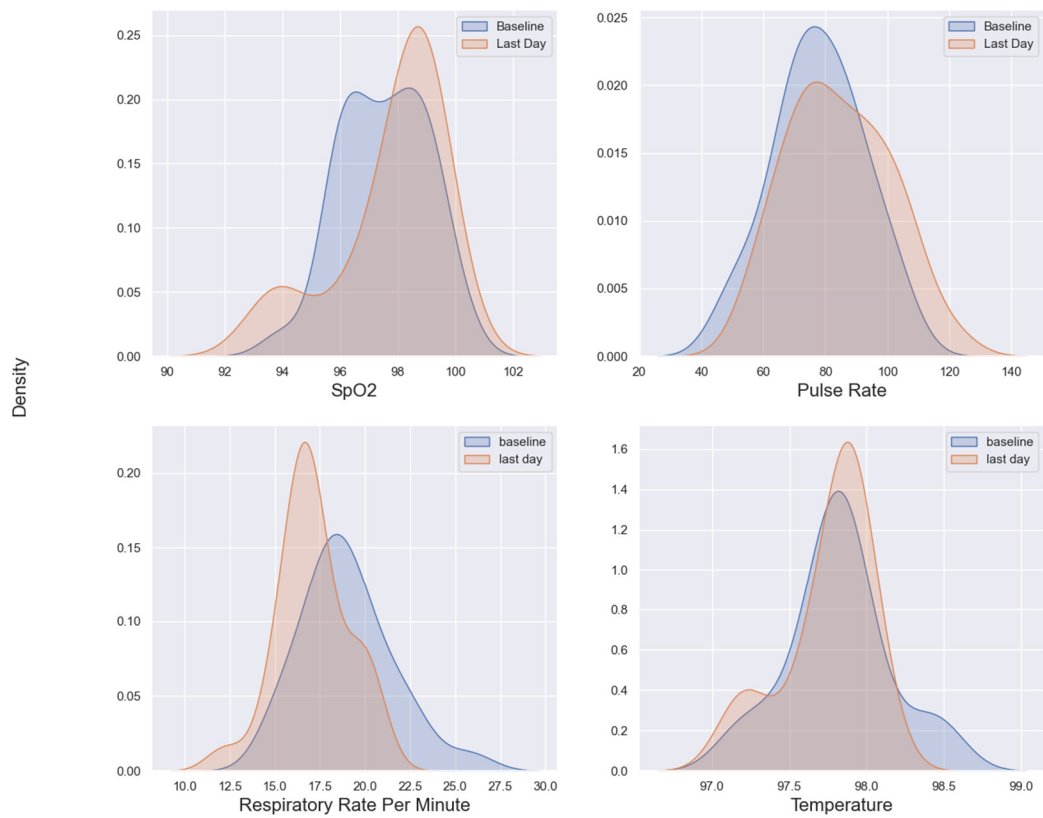 Density
0.25
0.20
0.15
0.10
0.05
0.00
90 92 94 96 98 100 102
SpO2
Baseline
Last Day
0.025
0.020
0.015
0.010
0.005
0.000
20 40 60 80 100 120 140
Pulse Rate
Baseline
Last Day
0.20
0.15
0.10
0.05
0.00
10.0 12.5 15.0 17.5 20.0 22.5 25.0 27.5 30.0
Respiratory Rate Per Minute
baseline
last day
1.6
1.4
1.2
1.0
0.8
0.6
0.4
0.2
0.0
97.0 97.5 98.0 98.5 99.0
Temperature
baseline
last day